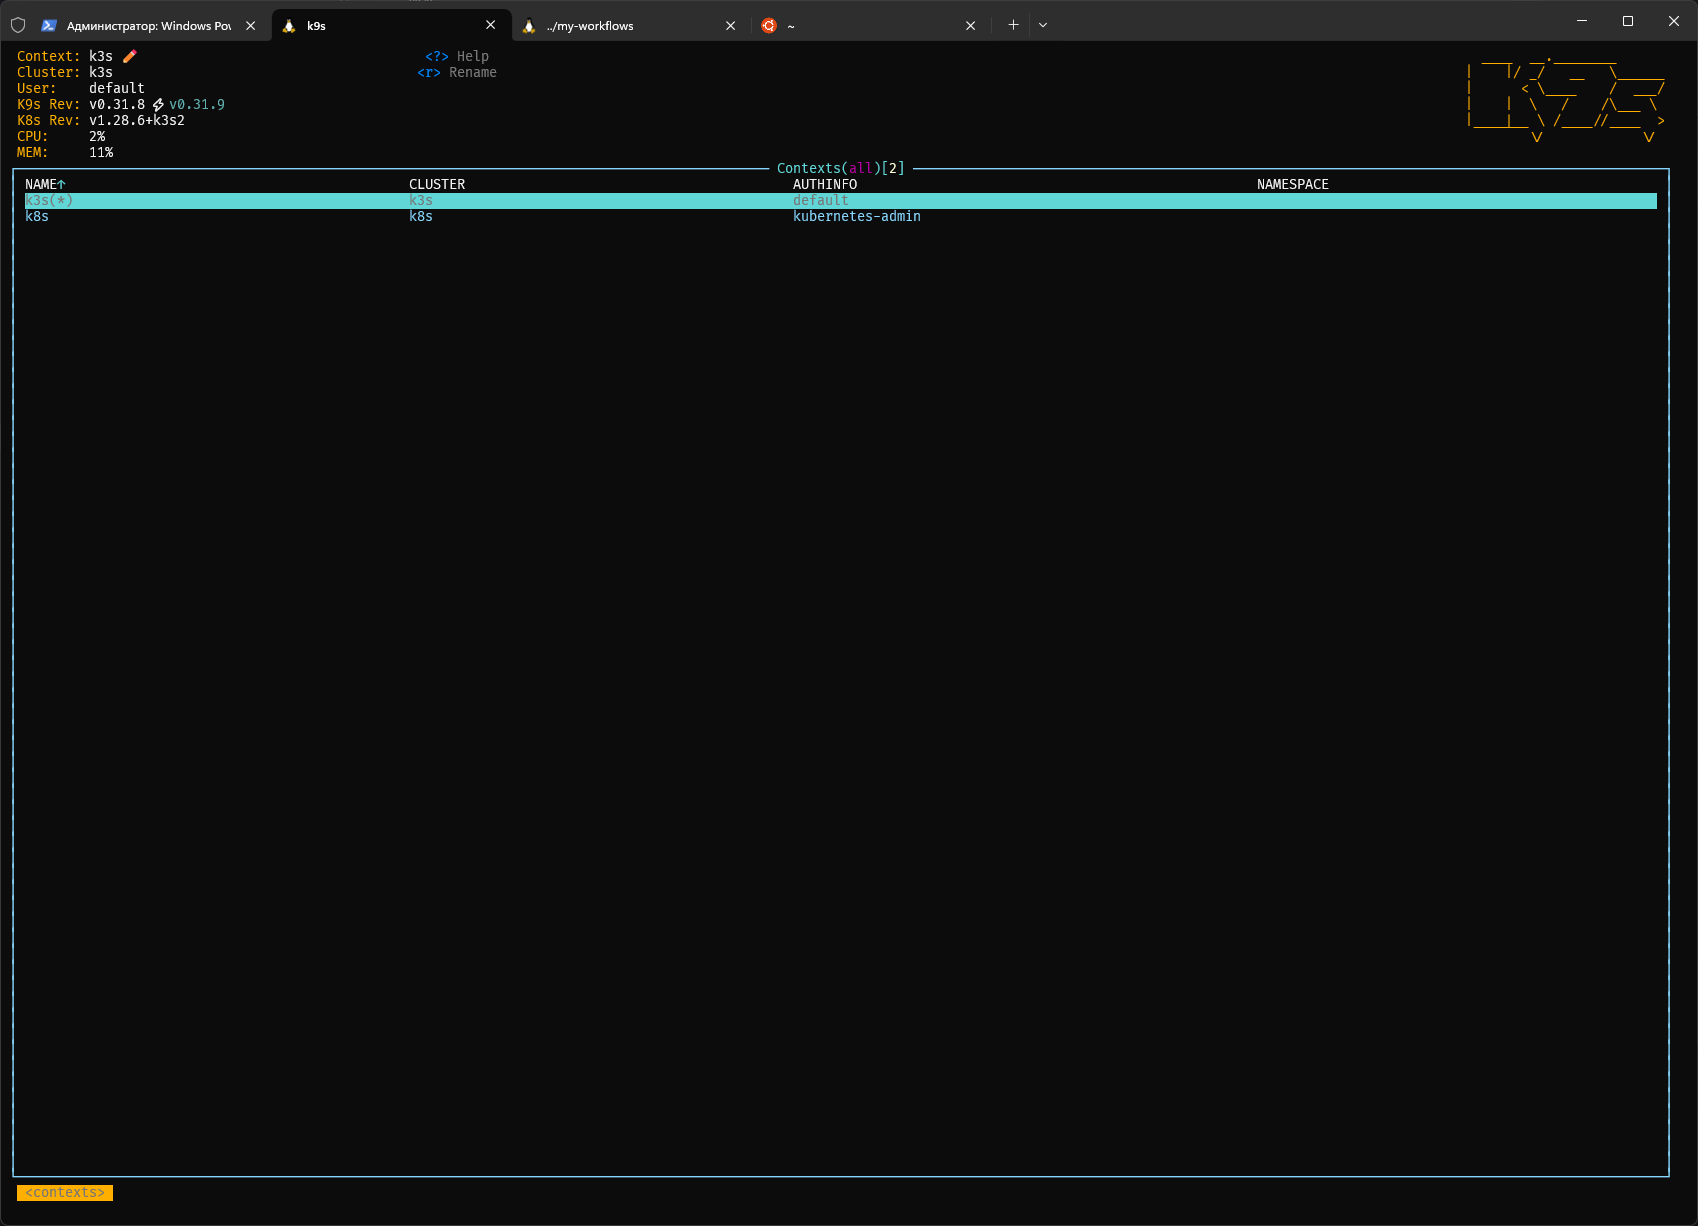 Администратор: Windows Pow
k9s
../my-workflows
~
Context: k3s
<?> Help
Cluster: k3s
<r> Rename
User: default
K9s Rev: v0.31.8 ⚡ v0.31.9
K8s Rev: v1.28.6+k3s2
CPU: 2%
MEM: 11%
Contexts(all)[2]
NAME↑ CLUSTER AUTHINFO NAMESPACE
k3s(*) k3s default
k8s k8s kubernetes-admin
<contexts>